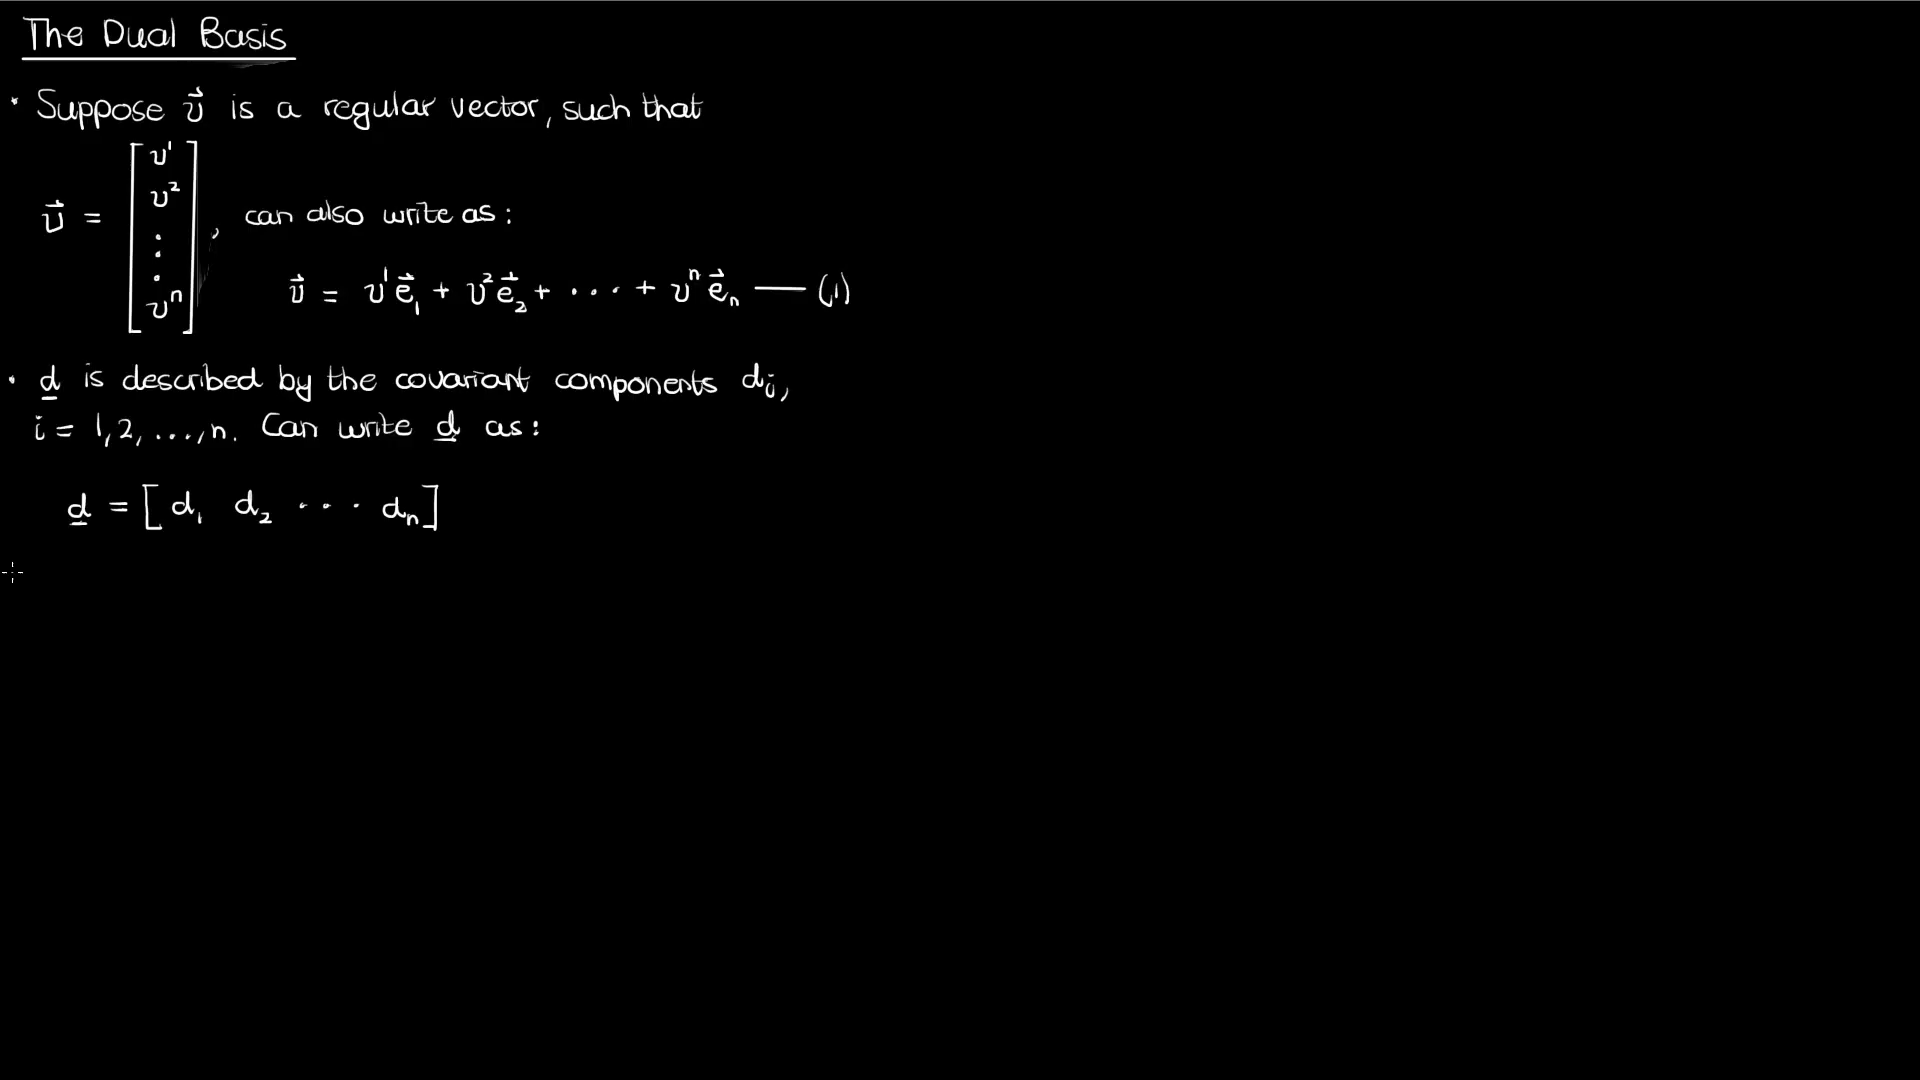 The Dual Basis
• Suppose v⃗ is a regular vector, such that
v⃗ = [v¹ v² ⋮ vⁿ], can also write as:
v⃗ = v¹e⃗₁ + v²e⃗₂ + ... + vⁿe⃗ₙ — (1)
• d̲ is described by the covariant components dᵢ,
i = 1,2, ...,n. Can write d̲ as:
d̲ = [d₁ d₂ ... dₙ]